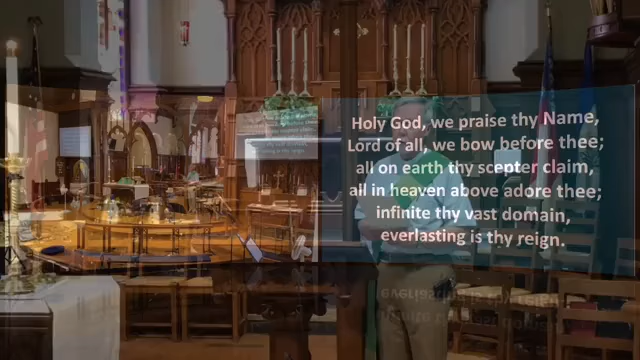 Holy God, we praise thy Name,
Lord of all, we bow before thee;
all on earth thy scepter claim,
all in heaven above adore thee;
infinite thy vast domain,
everlasting is thy reign.